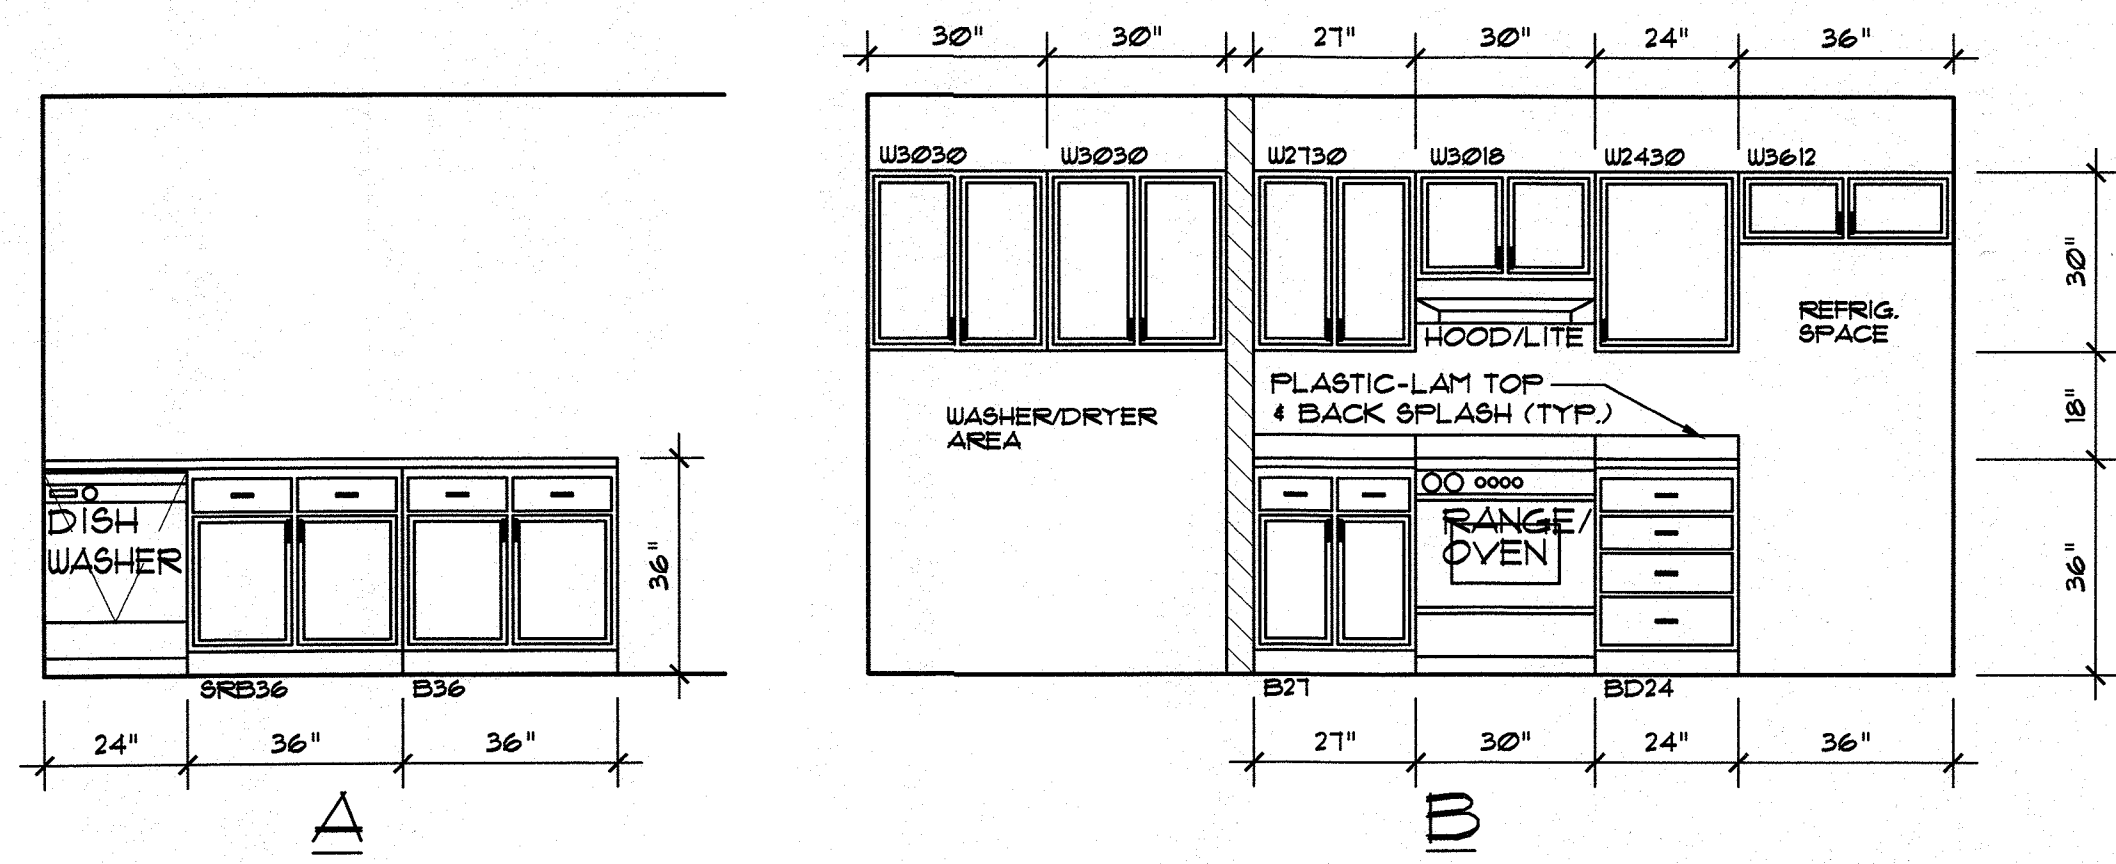 30" 30" 27" 30" 24" 36"
W3030 W3030 W2730 W3018 W2430 W3612
30"
REFRIG.
SPACE
HOOD/LITE
PLASTIC-LAM TOP
& BACK SPLASH (TYP.)
18"
WASHER/DRYER
AREA
DISH
WASHER
36"
RANGE/
OVEN
36"
SRB36 B36 B27 BD24
24" 36" 36" 27" 30" 24" 36"
A B